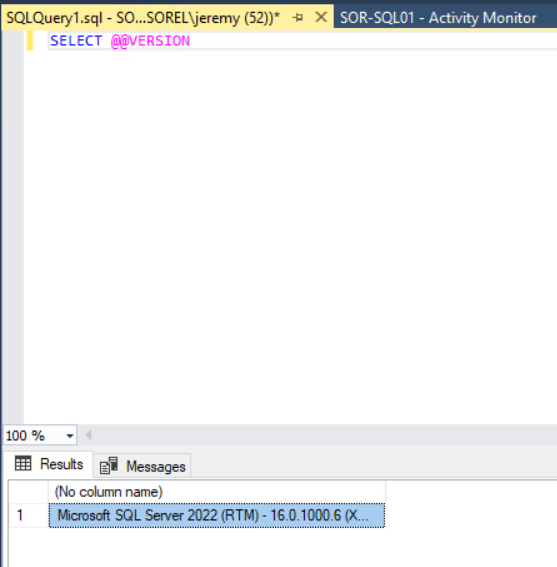 SQLQuery1.sql - SO...SOREL\jeremy (52))* SOR-SQL01 - Activity Monitor
SELECT @@VERSION
100 %
Results Messages
(No column name)
1 Microsoft SQL Server 2022 (RTM) - 16.0.1000.6 (X...